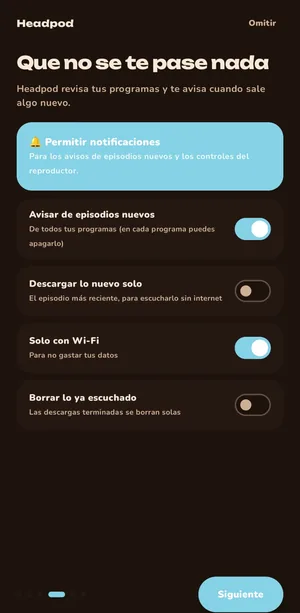 Headpod
Omitir
Que no se te pase nada
Headpod revisa tus programas y te avisa cuando sale
algo nuevo.
🔔 Permitir notificaciones
Para los avisos de episodios nuevos y los controles del
reproductor.
Avisar de episodios nuevos
De todos tus programas (en cada programa puedes
apagarlo)
Descargar lo nuevo solo
El episodio más reciente, para escucharlo sin internet
Solo con Wi-Fi
Para no gastar tus datos
Borrar lo ya escuchado
Las descargas terminadas se borran solas
Siguiente